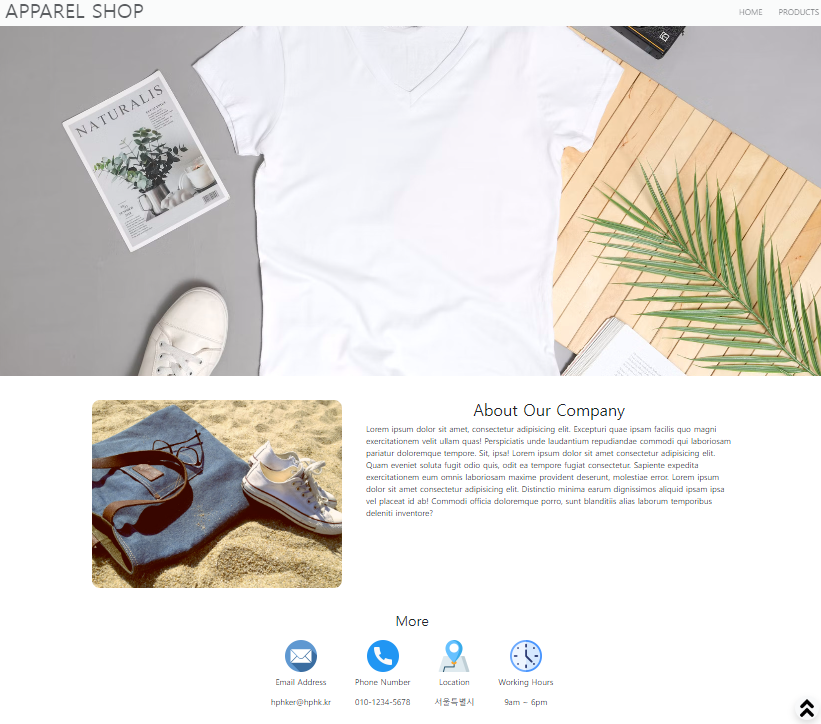 APPAREL SHOP
HOME PRODUCTS
NATURALIS
About Our Company
Lorem ipsum dolor sit amet, consectetur adipisicing elit. Excepturi quae ipsam facilis quo magni
exercitationem velit ullam quas! Perspiciatis unde laudantium repudiandae commodi qui laboriosam
pariatur doloremque tempore. Sit, ipsa! Lorem ipsum dolor sit amet consectetur adipisicing elit.
Quam eveniet soluta fugit odio quis, odit ea tempore fugiat consectetur. Sapiente expedita
exercitationem eum omnis laboriosam maxime provident deserunt, molestiae error. Lorem ipsum
dolor sit amet consectetur adipisicing elit. Distinctio minima earum dignissimos aliquid ipsam ipsa
vel placeat id ab! Commodi officia doloremque porro, sunt blanditiis alias laborum temporibus
deleniti inventore?
More
Email Address Phone Number Location Working Hours
hphker@hphk.kr 010-1234-5678 서울특별시 9am ~ 6pm